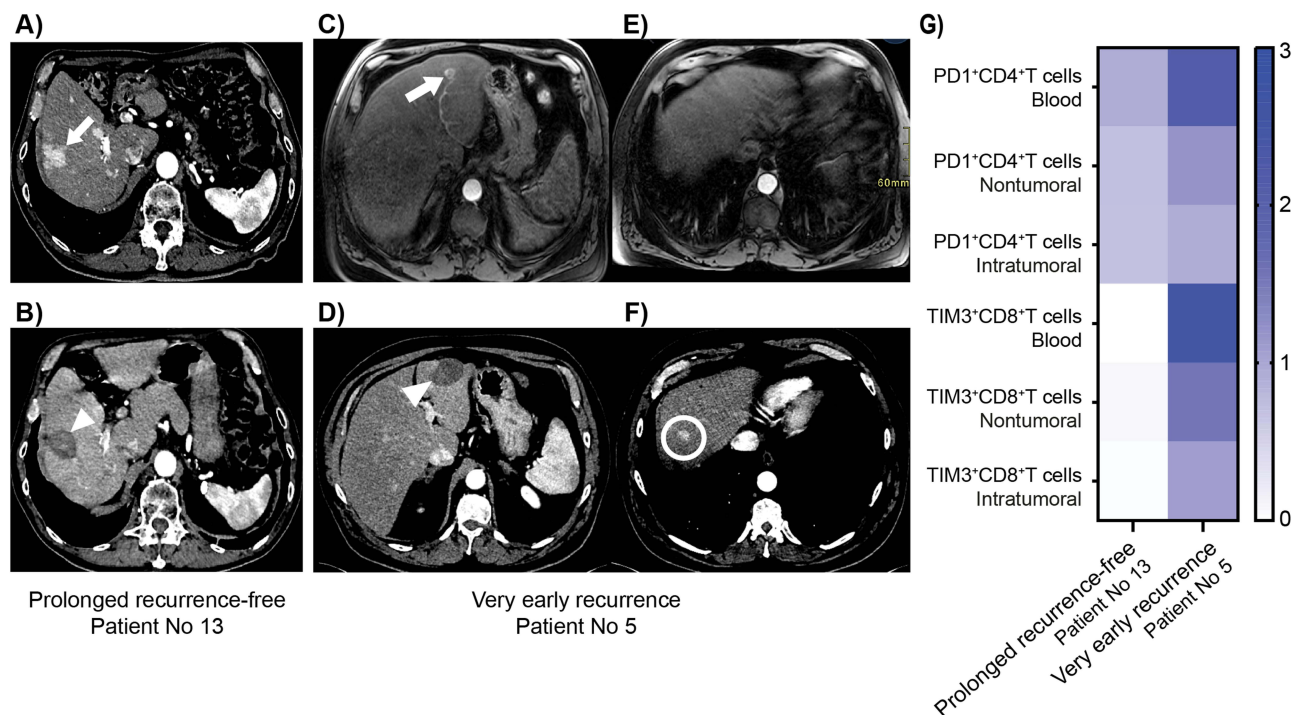 A)
C)
E)
G)
60mm
B)
D)
F)
Prolonged recurrence-free
Patient No 13
Very early recurrence
Patient No 5
PD1⁺CD4⁺T cells
Blood
PD1⁺CD4⁺T cells
Nontumoral
PD1⁺CD4⁺T cells
Intratumoral
TIM3⁺CD8⁺T cells
Blood
TIM3⁺CD8⁺T cells
Nontumoral
TIM3⁺CD8⁺T cells
Intratumoral
3
2
1
0
Prolonged recurrence-free
Patient No 13
Very early recurrence
Patient No 5